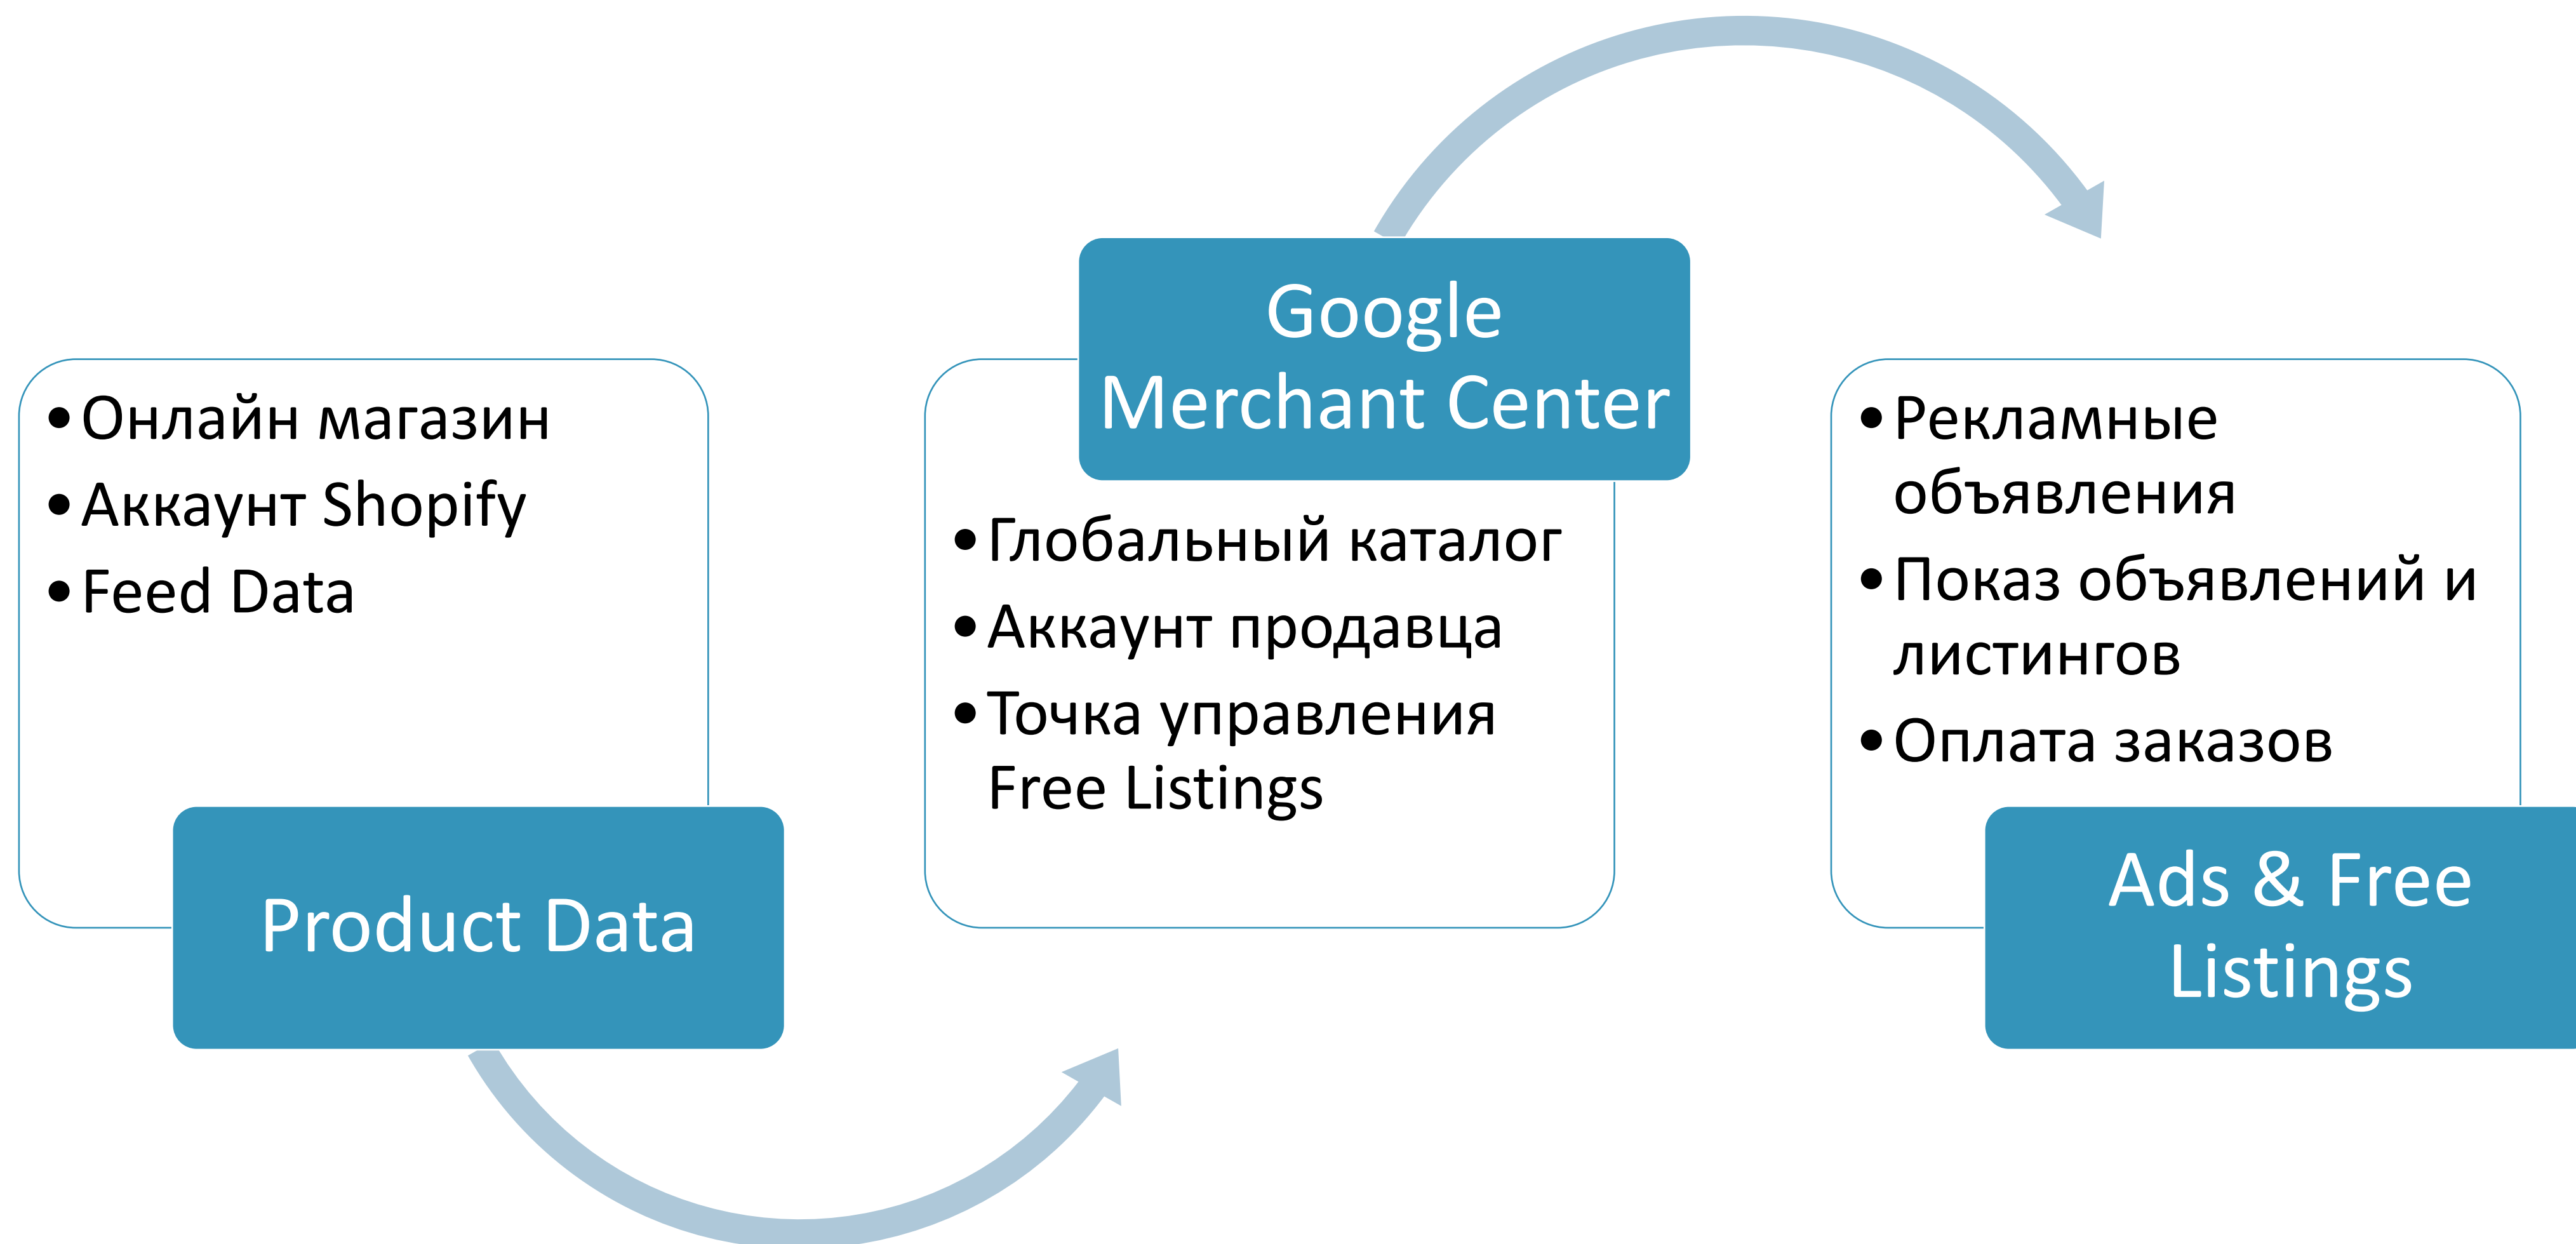 • Онлайн магазин
• Аккаунт Shopify
• Feed Data
Product Data
Google
Merchant Center
• Глобальный каталог
• Аккаунт продавца
• Точка управления
Free Listings
• Рекламные
объявления
• Показ объявлений и
листингов
• Оплата заказов
Ads & Free
Listings